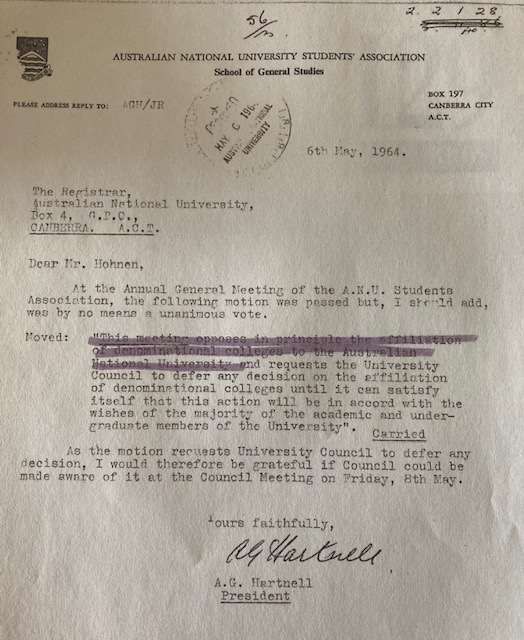 56/
2. 2. 1. 28
AUSTRALIAN NATIONAL UNIVERSITY STUDENTS' ASSOCIATION
School of General Studies
BOX 197
CANBERRA CITY
A.C.T.
PLEASE ADDRESS REPLY TO: AGH/JR
MAY 6 196
UNIVERSITY
6th May, 1964.
The Registrar,
Australian National University,
Box 4, G.P.O.,
CANBERRA. A.C.T.
Dear Mr. Hohnen,
At the Annual General Meeting of the A.N.U. Students
Association, the following motion was passed but, I should add,
was by no means a unanimous vote.
Moved: "This meeting opposes in principle the affiliation
of denominational colleges to the Australian
National University and requests the University
Council to defer any decision on the affiliation
of denominational colleges until it can satisfy
itself that this action will be in accord with the
wishes of the majority of the academic and under-
graduate members of the University".
Carried
As the motion requests University Council to defer any
decision, I would therefore be grateful if Council could be
made aware of it at the Council Meeting on Friday, 8th May.
Yours faithfully,
AG Hartnell
A.G. Hartnell
President